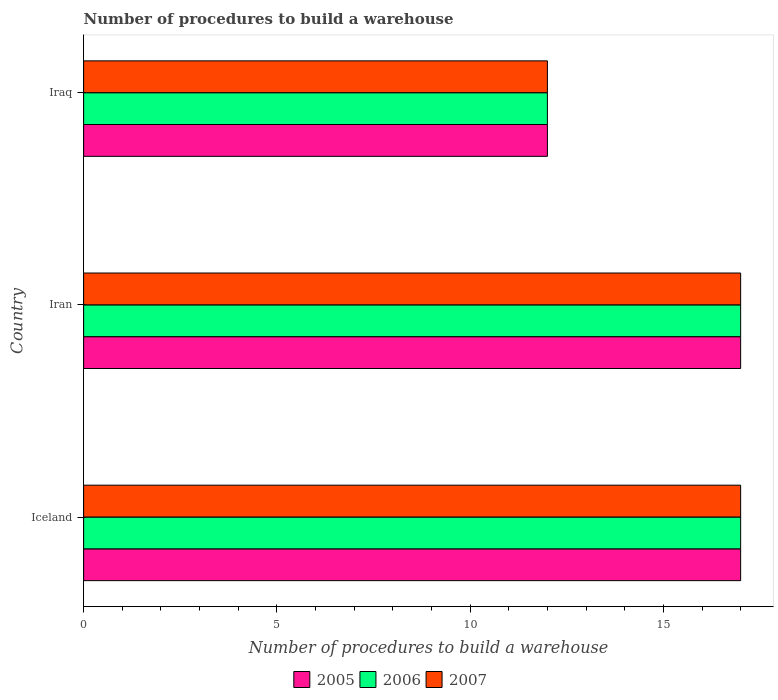 Number of procedures to build a warehouse
Country
Iraq
Iran
Iceland
0
5
10
15
Number of procedures to build a warehouse
2005
2006
2007